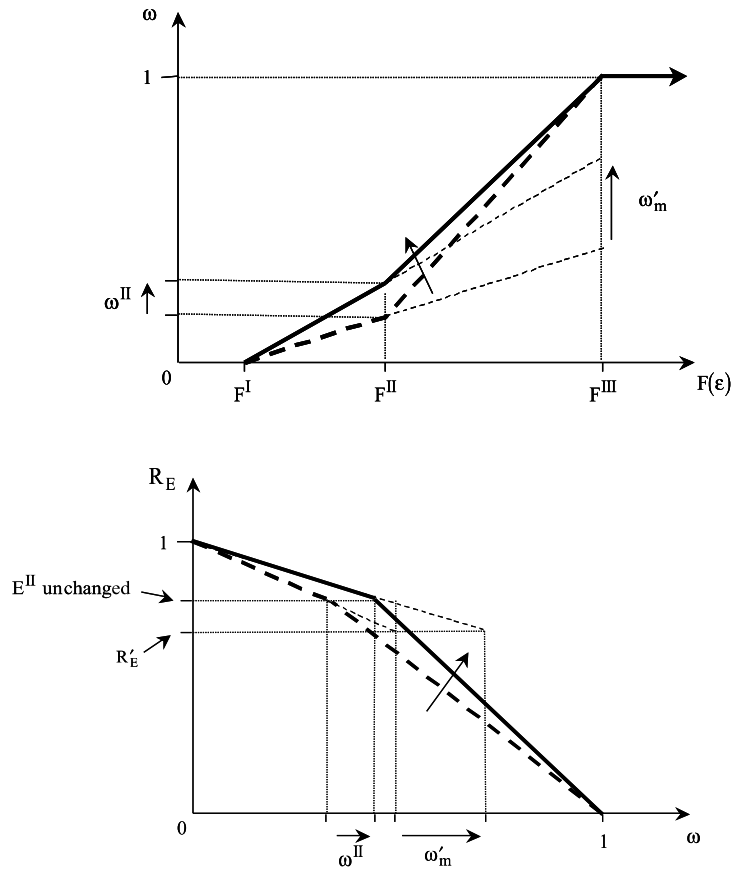 ω
1
ω′m
ωII
0
FI
FII
FIII
F(ε)
RE
1
EII unchanged
R′E
0
ωII
ω′m
1
ω